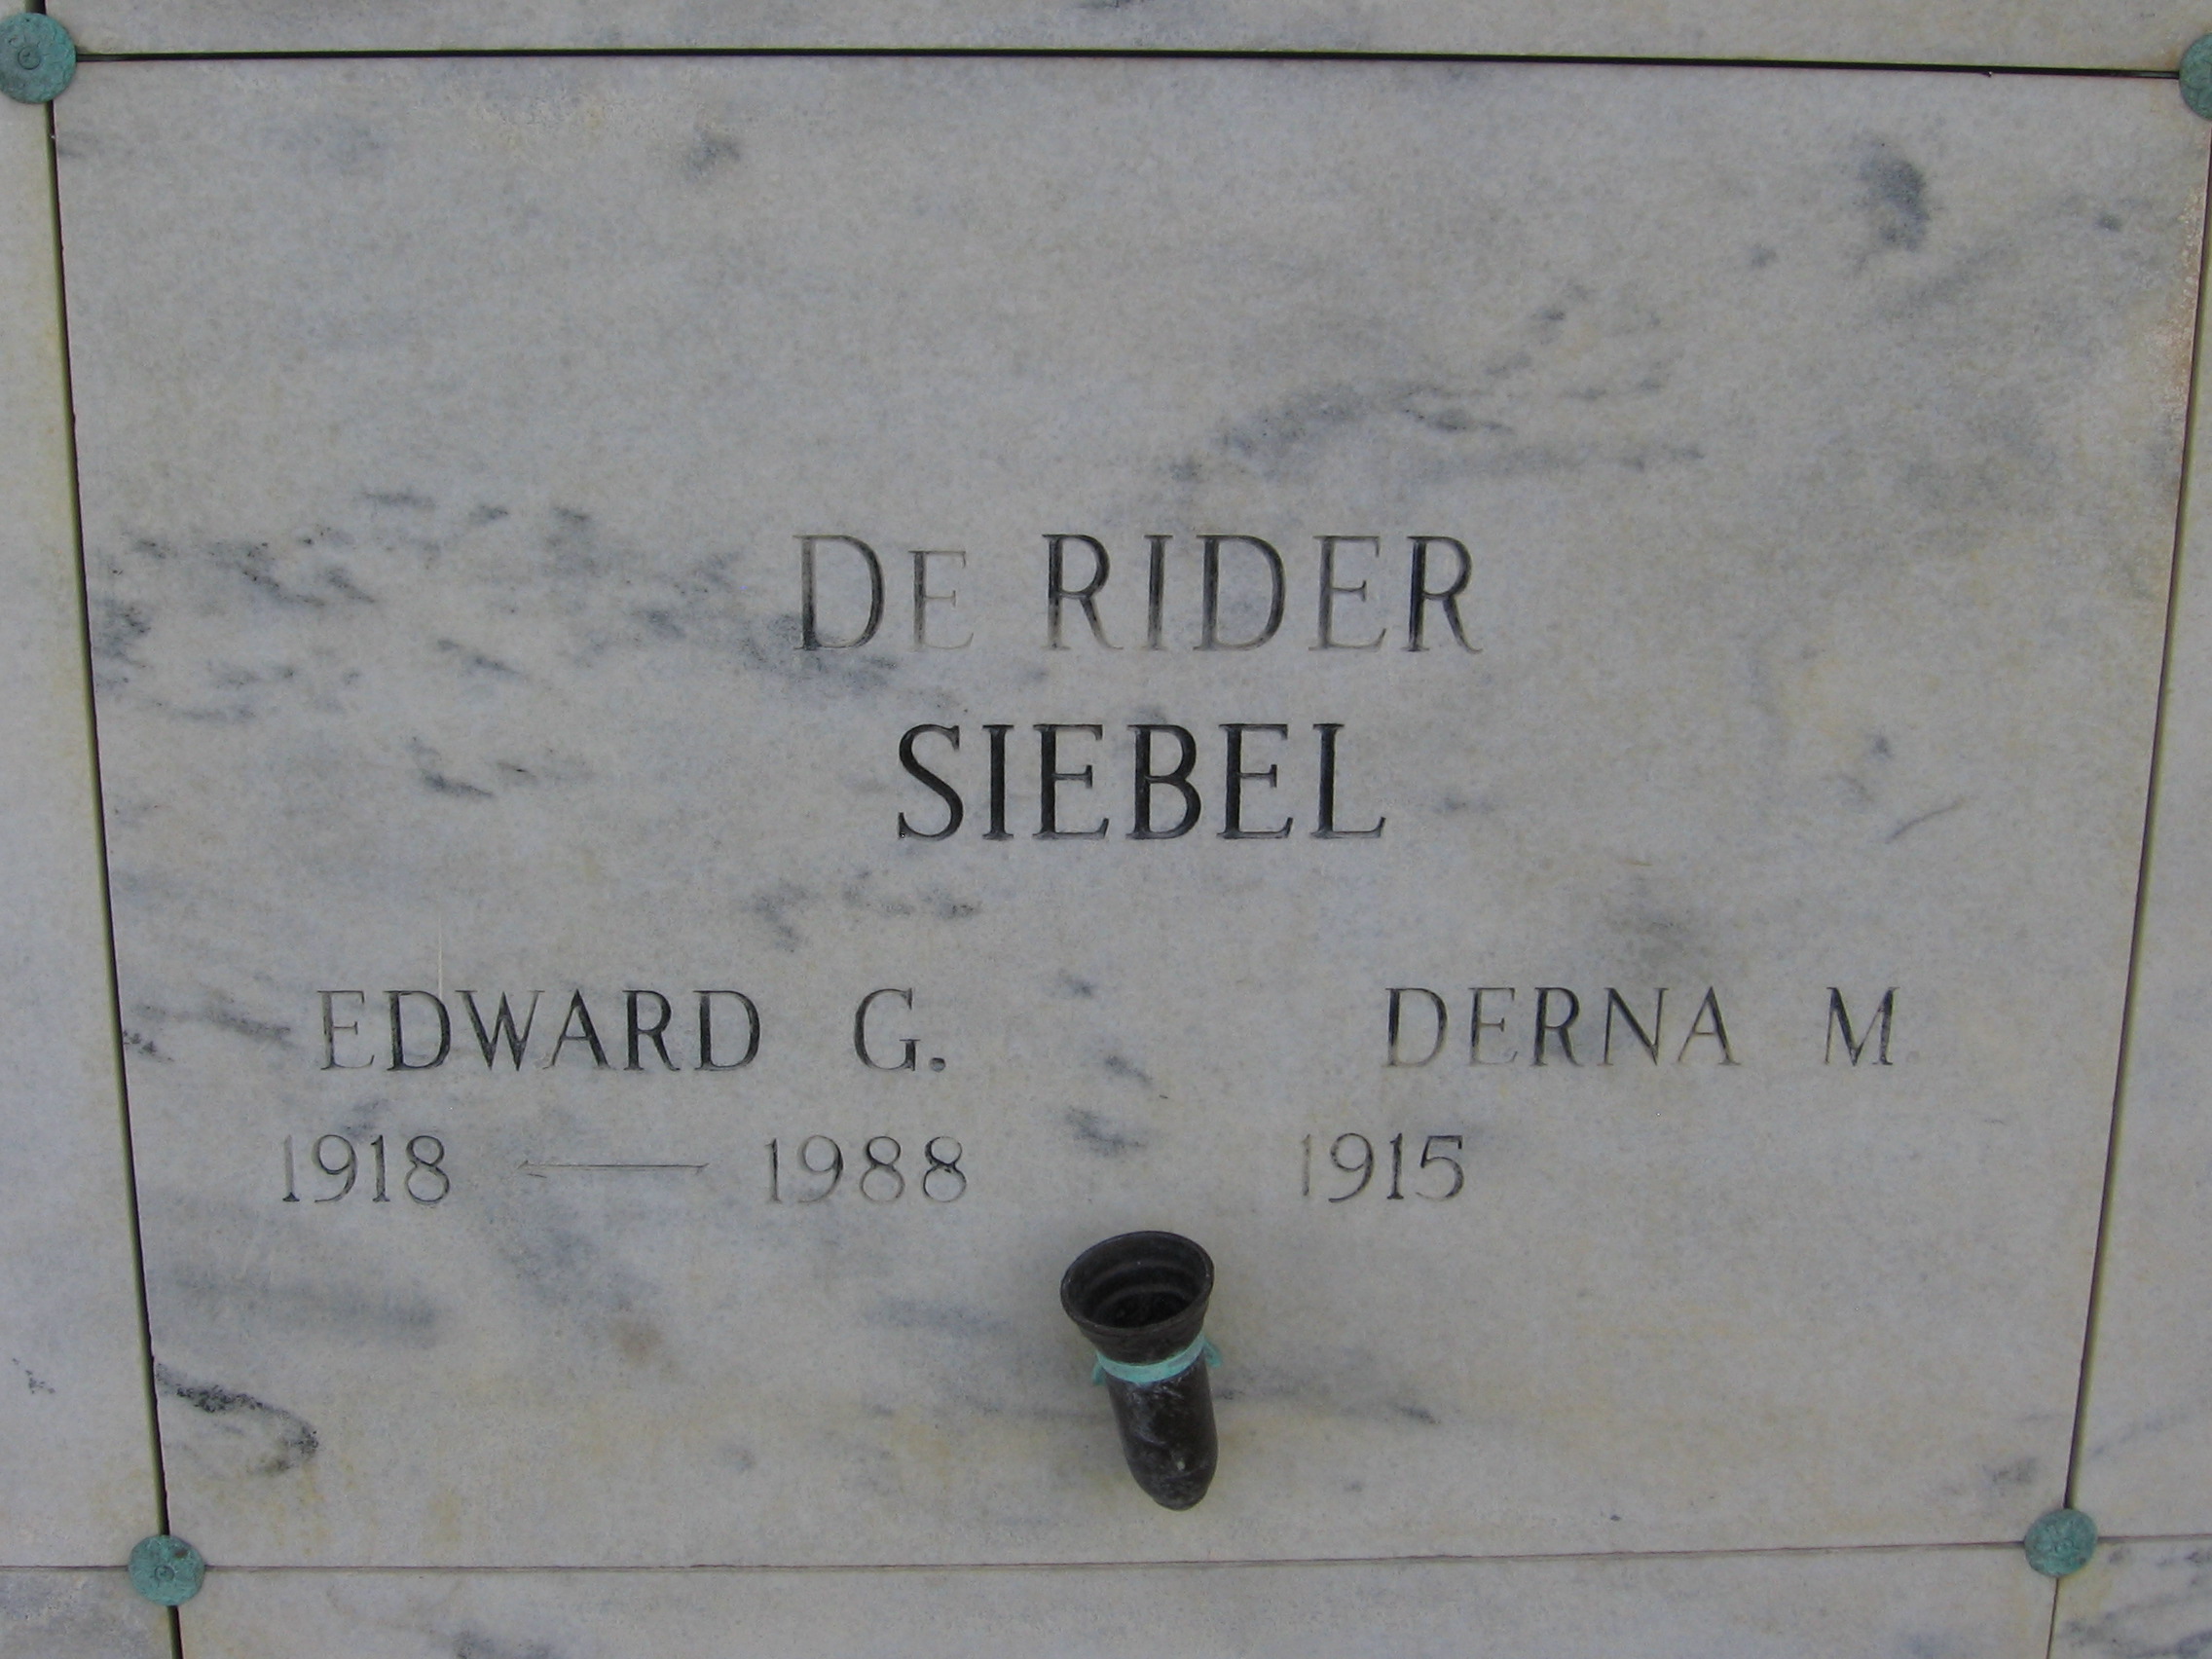 DE RIDER
SIEBEL
EDWARD G. DERNA M
1918 — 1988 1915